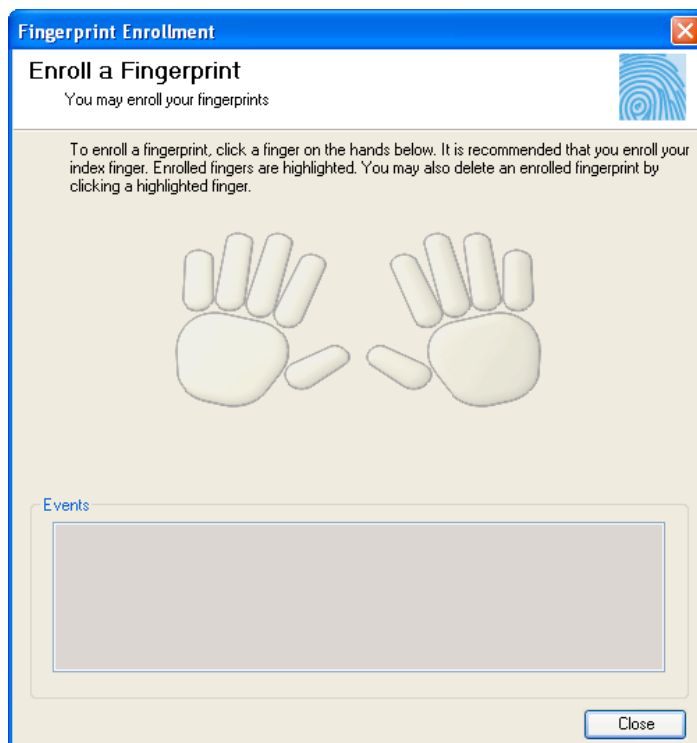 Fingerprint Enrollment
Enroll a Fingerprint
You may enroll your fingerprints
To enroll a fingerprint, click a finger on the hands below. It is recommended that you enroll your
index finger. Enrolled fingers are highlighted. You may also delete an enrolled fingerprint by
clicking a highlighted finger.
Events
Close